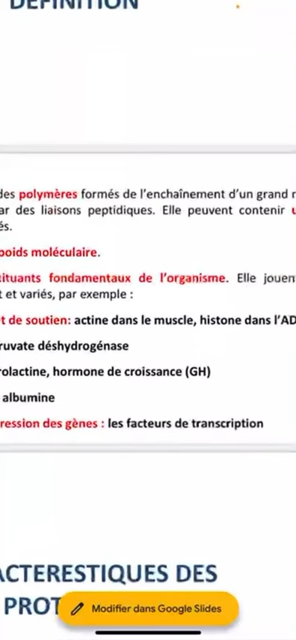 DEFINITION
des polymères formés de l'enchaînement d'un grand
ar des liaisons peptidiques. Elle peuvent contenir
és.
poids moléculaire.
tituants fondamentaux de l'organisme. Elle jouen
t et variés, par exemple :
t de soutien: actine dans le muscle, histone dans l'AD
ruvate déshydrogénase
rolactine, hormone de croissance (GH)
albumine
ression des gènes : les facteurs de transcription
ACTERESTIQUES DES
PROT
Modifier dans Google Slides